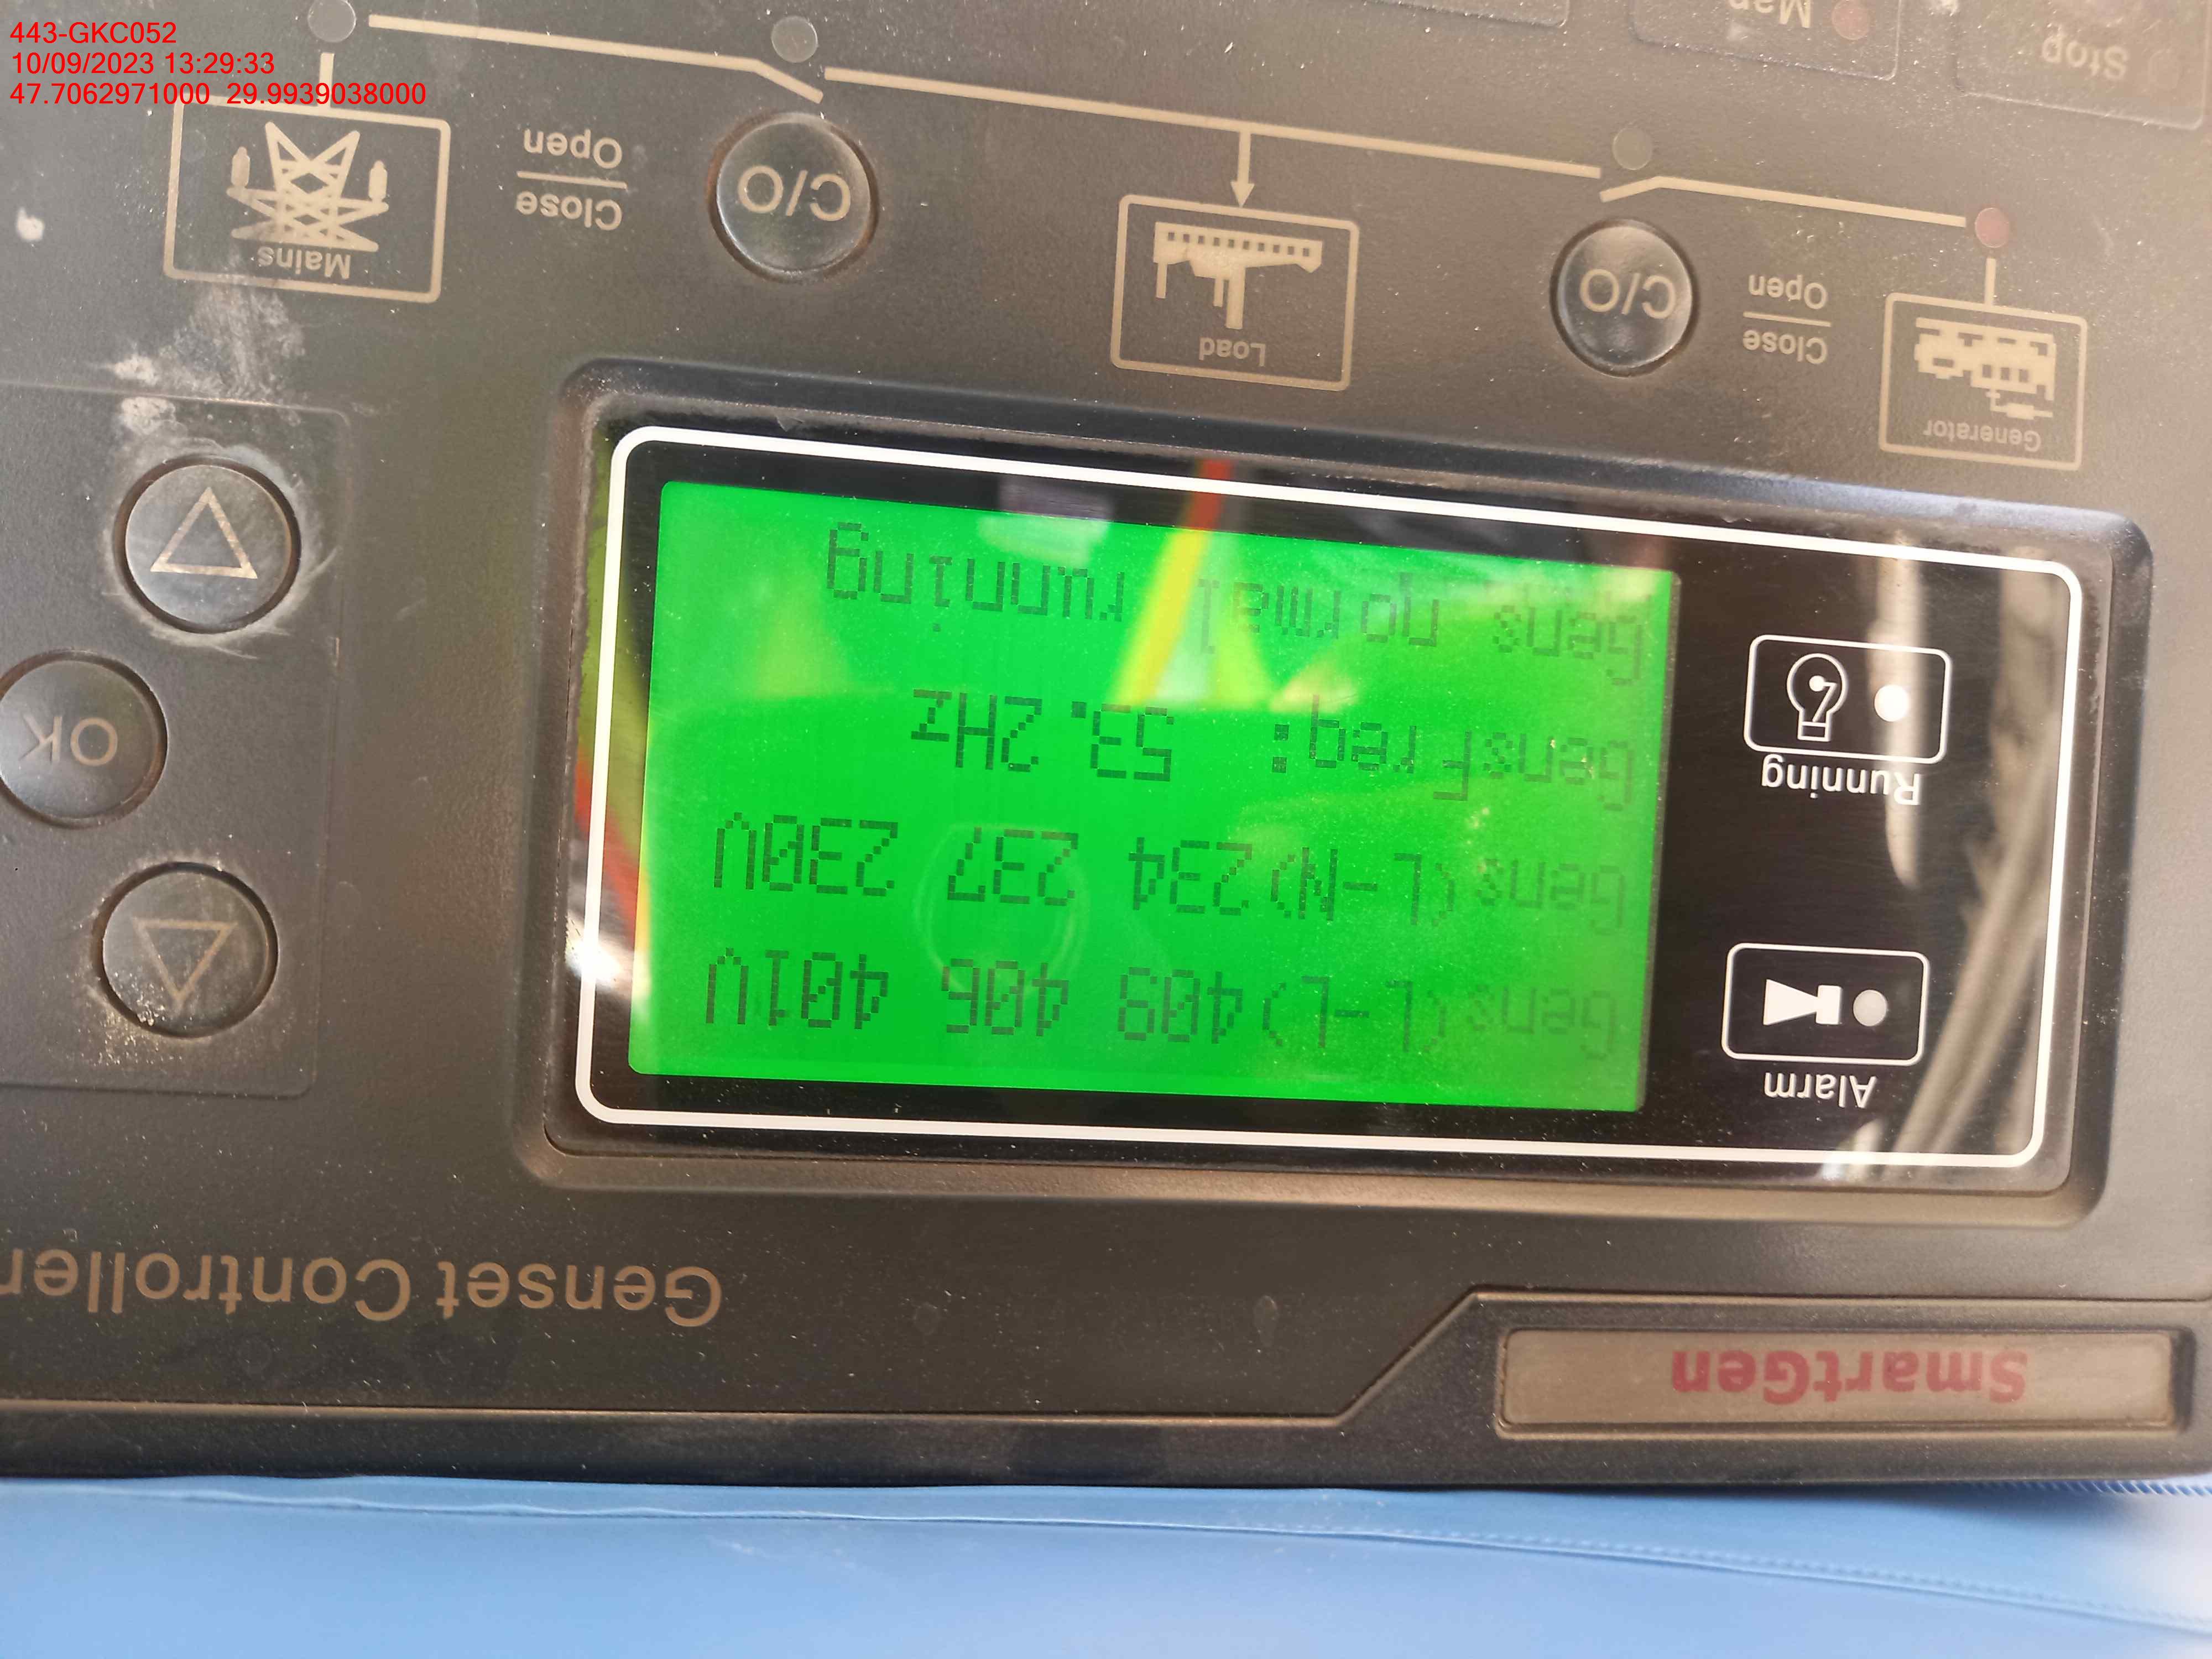 443-GKC052
10/09/2023 13:29:33
47.7062971000 29.9939038000
SmartGen
Genset Controller
Alarm
Running
Gens(L-L)409 406 401V
Gens(L-N)234 237 230V
GensFreq: 53.2Hz
Gens normal running
OK
Generator
Close
Open
C/O
Load
C/O
Close
Open
Mains
Stop
Man